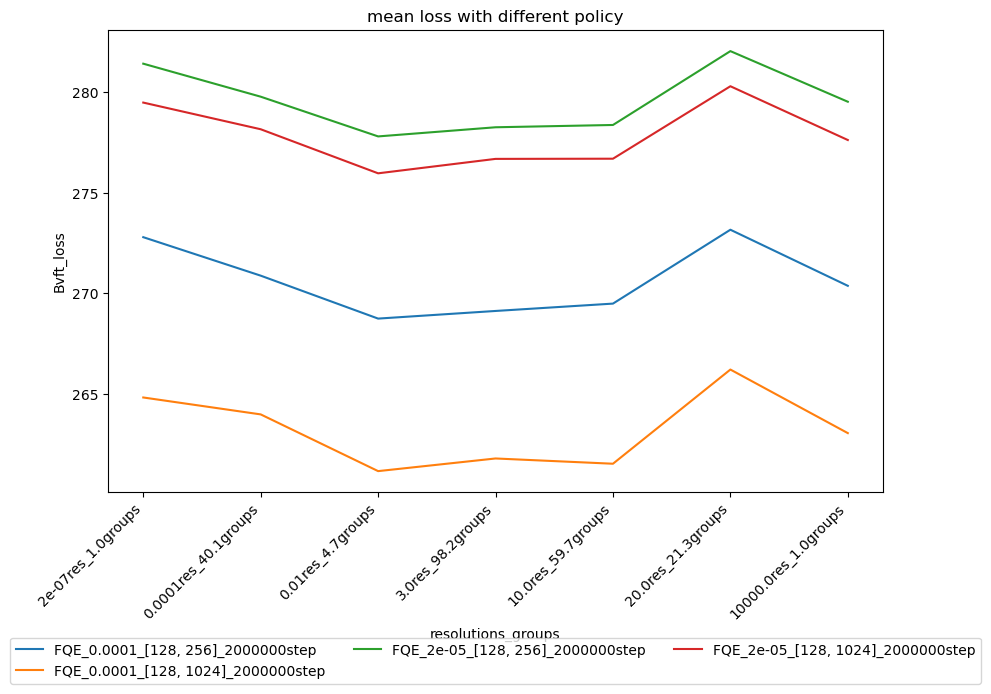 mean loss with different policy
280
275
270
265
Bvft_loss
2e-07res_1.0groups
0.0001res_40.1groups
0.01res_4.7groups
3.0res_98.2groups
10.0res_59.7groups
20.0res_21.3groups
10000.0res_1.0groups
resolutions_groups
FQE_0.0001_[128, 256]_2000000step
FQE_0.0001_[128, 1024]_2000000step
FQE_2e-05_[128, 256]_2000000step
FQE_2e-05_[128, 1024]_2000000step